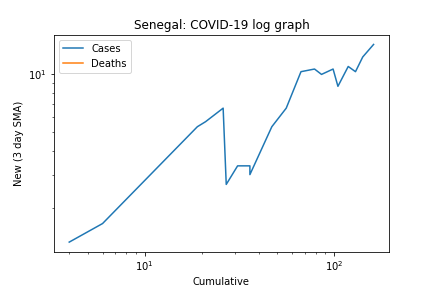 Senegal: COVID-19 log graph
Cases
Deaths
New (3 day SMA)
10¹
10¹
10²
Cumulative